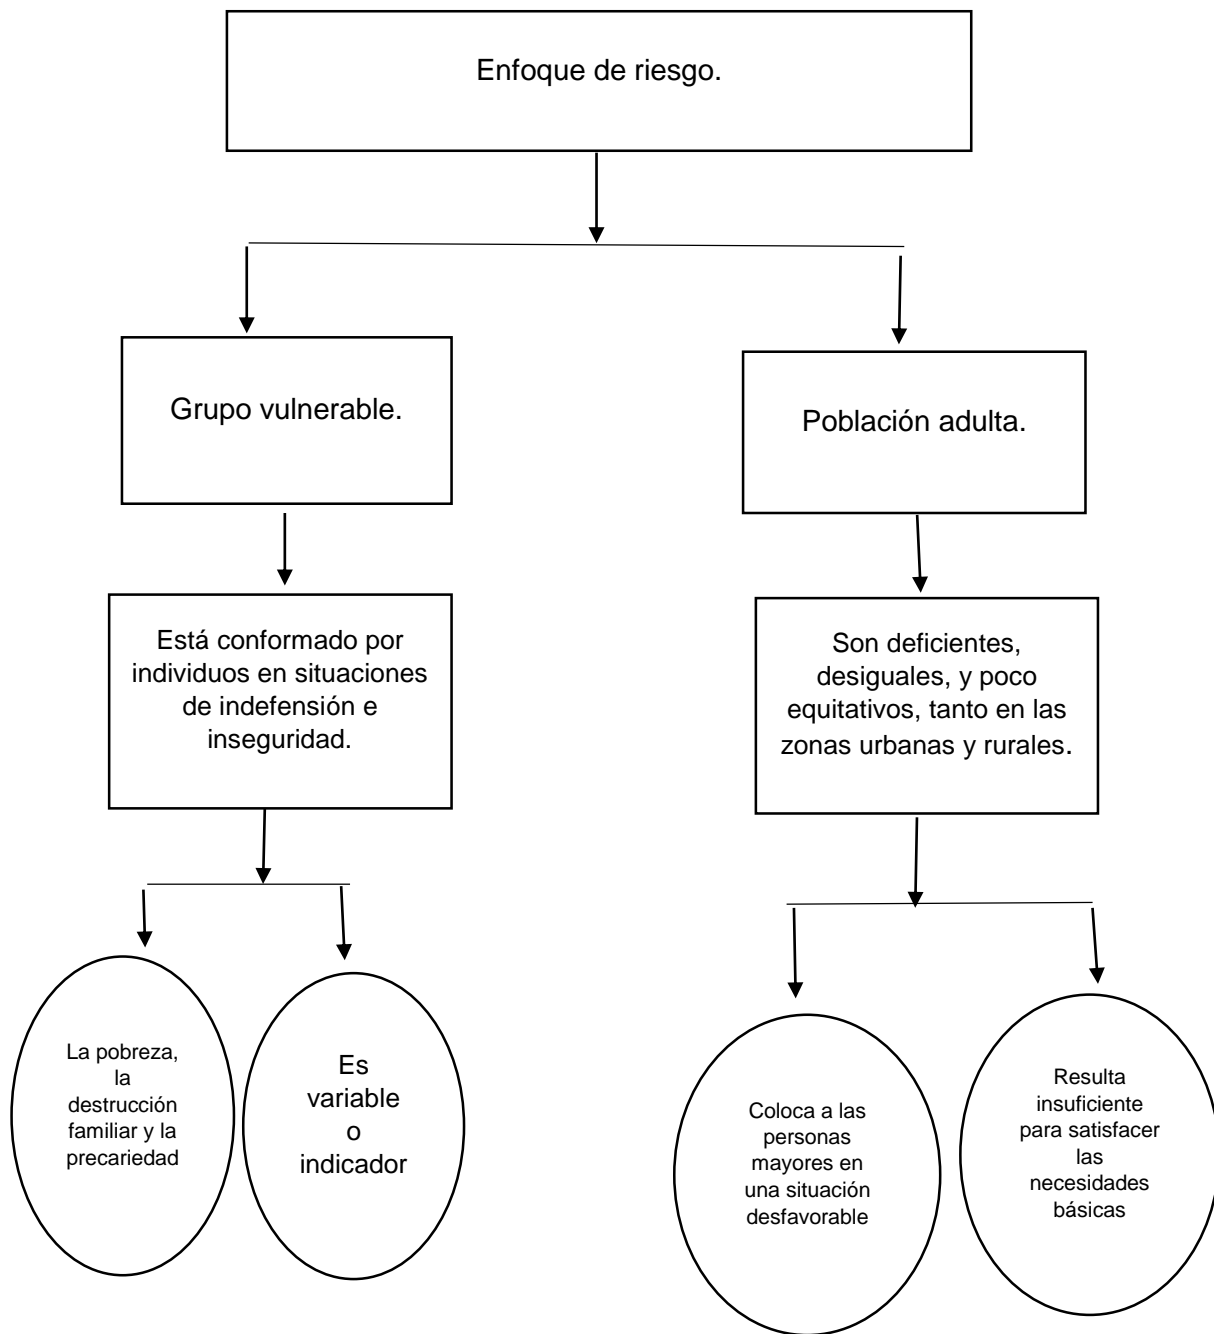 Enfoque de riesgo.
Grupo vulnerable.
Población adulta.
Está conformado por
individuos en situaciones
de indefensión e
inseguridad.
Son deficientes,
desiguales, y poco
equitativos, tanto en las
zonas urbanas y rurales.
La pobreza,
la
destrucción
familiar y la
precariedad
Es
variable
o
indicador
Coloca a las
personas
mayores en
una situación
desfavorable
Resulta
insuficiente
para satisfacer
las
necesidades
básicas